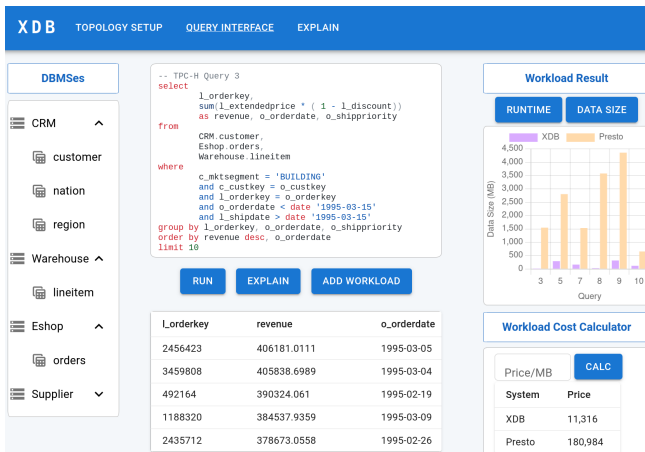 XDB TOPOLOGY SETUP QUERY INTERFACE EXPLAIN
DBMSes
CRM
customer
nation
region
Warehouse
lineitem
Eshop
orders
Supplier
-- TPC-H Query 3
select
l_orderkey,
sum(l_extendedprice * ( 1 - l_discount))
as revenue, o_orderdate, o_shippriority
from
CRM.customer,
Eshop.orders,
Warehouse.lineitem
where
c_mktsegment = 'BUILDING'
and c_custkey = o_custkey
and l_orderkey = o_orderkey
and o_orderdate < date '1995-03-15'
and l_shipdate > date '1995-03-15'
group by l_orderkey, o_orderdate, o_shippriority
order by revenue desc, o_orderdate
limit 10
RUN EXPLAIN ADD WORKLOAD
l_orderkey revenue o_orderdate
2456423 406181.0111 1995-03-05
3459808 405838.6989 1995-03-04
492164 390324.061 1995-02-19
1188320 384537.9359 1995-03-09
2435712 378673.0558 1995-02-26
Workload Result
RUNTIME DATA SIZE
XDB Presto
4,500
4,000
3,500
3,000
2,500
2,000
1,500
1,000
500
0
Data Size (MB)
3 5 7 8 9 10
Query
Workload Cost Calculator
Price/MB CALC
System Price
XDB 11,316
Presto 180,984